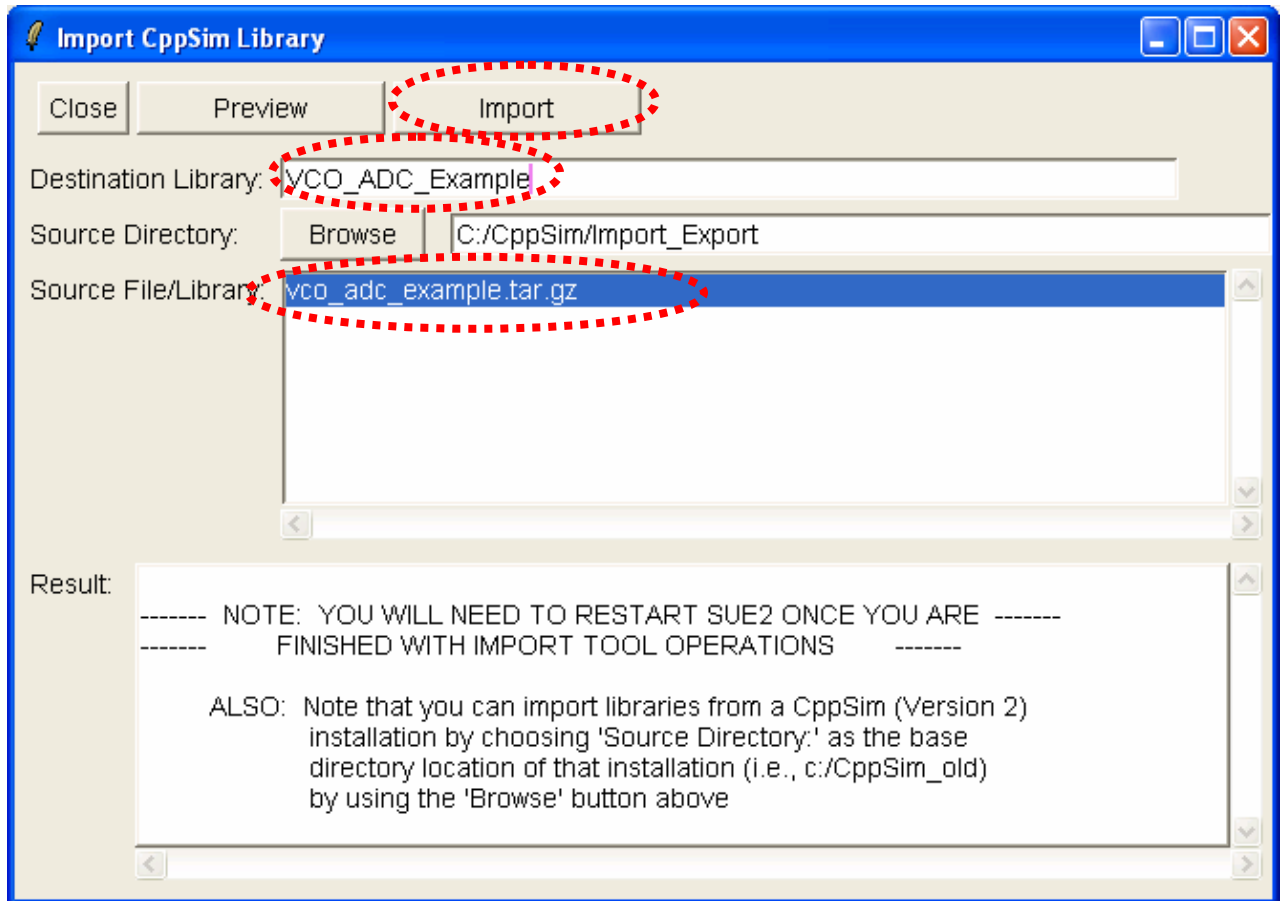 Import CppSim Library
Close Preview Import
Destination Library: VCO_ADC_Example
Source Directory: Browse C:/CppSim/Import_Export
Source File/Library: vco_adc_example.tar.gz
Result:
------- NOTE: YOU WILL NEED TO RESTART SUE2 ONCE YOU ARE -------
------- FINISHED WITH IMPORT TOOL OPERATIONS -------
ALSO: Note that you can import libraries from a CppSim (Version 2)
installation by choosing 'Source Directory:' as the base
directory location of that installation (i.e., c:/CppSim_old)
by using the 'Browse' button above